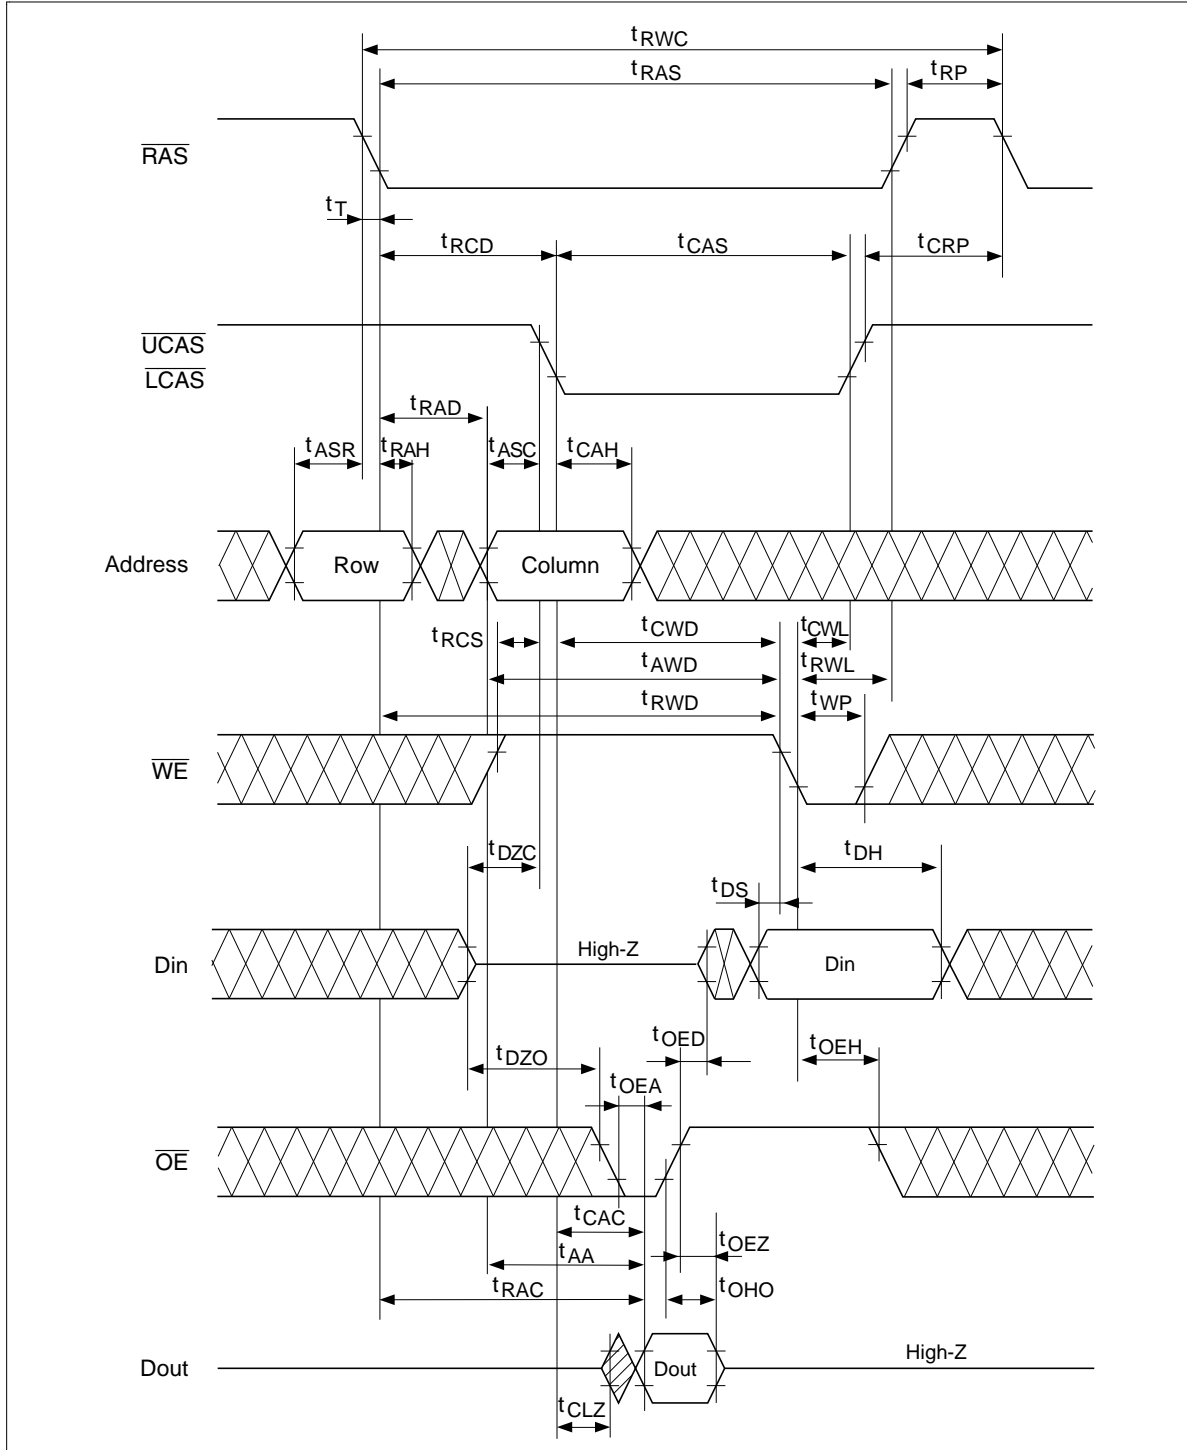 tRWC
tRAS
tRP
RAS
tT
tRCD
tCAS
tCRP
UCAS
LCAS
tRAD
tASR
tRAH
tASC
tCAH
Address
Row
Column
tRCS
tCWD
tCWL
tAWD
tRWL
tRWD
tWP
WE
tDZC
tDH
tDS
Din
High-Z
Din
tOED
tOEH
tDZO
tOEA
OE
tCAC
tOEZ
tAA
tRAC
tOHO
Dout
Dout
High-Z
tCLZ